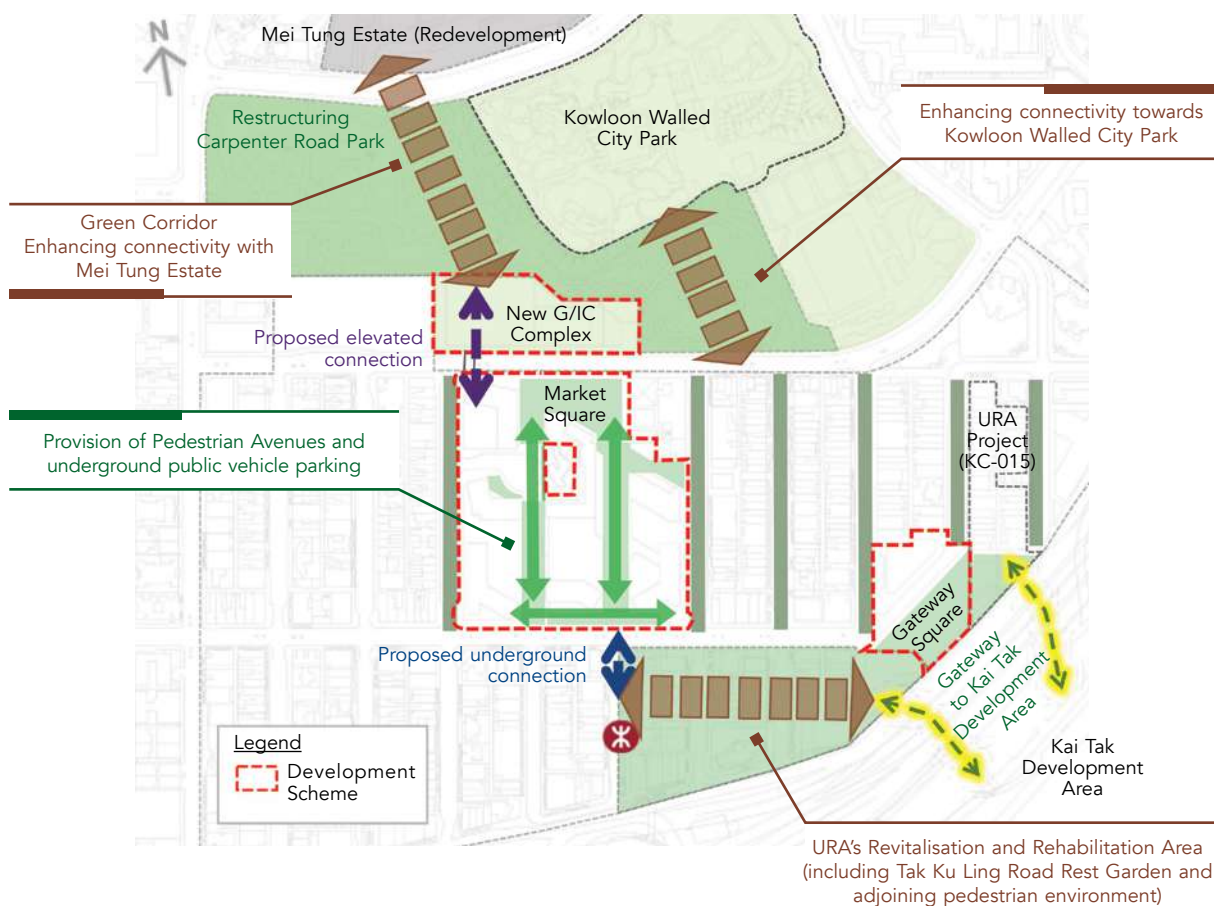 N
Mei Tung Estate (Redevelopment)
Restructuring
Carpenter Road Park
Kowloon Walled
City Park
Enhancing connectivity towards
Kowloon Walled City Park
Green Corridor
Enhancing connectivity with
Mei Tung Estate
New G/IC
Complex
Proposed elevated
connection
Market
Square
Provision of Pedestrian Avenues and
underground public vehicle parking
URA
Project
(KC-015)
Gateway
Square
Proposed underground
connection
Gateway
to Kai Tak
Development
Area
Kai Tak
Development
Area
Legend
Development
Scheme
URA's Revitalisation and Rehabilitation Area
(including Tak Ku Ling Road Rest Garden and
adjoining pedestrian environment)